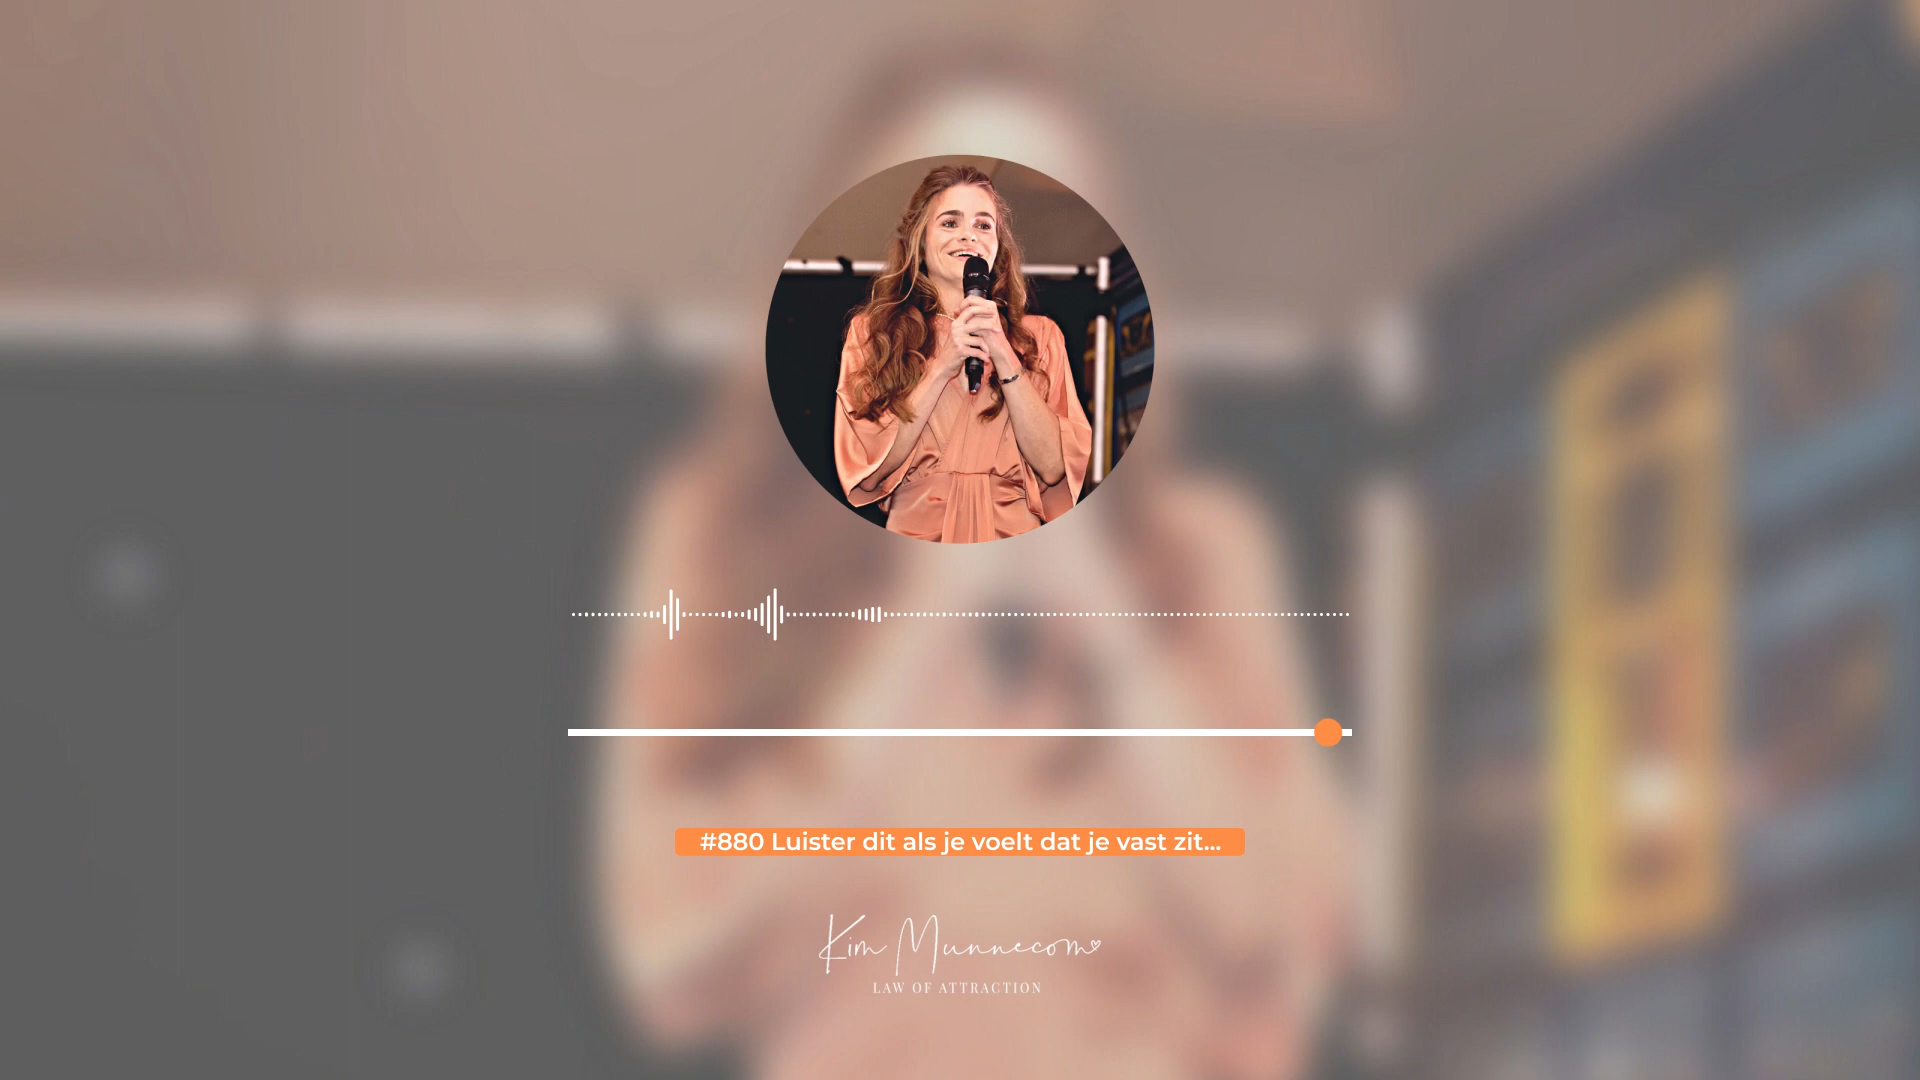 #880 Luister dit als je voelt dat je vast zit...
Kim Munnecom
LAW OF ATTRACTION